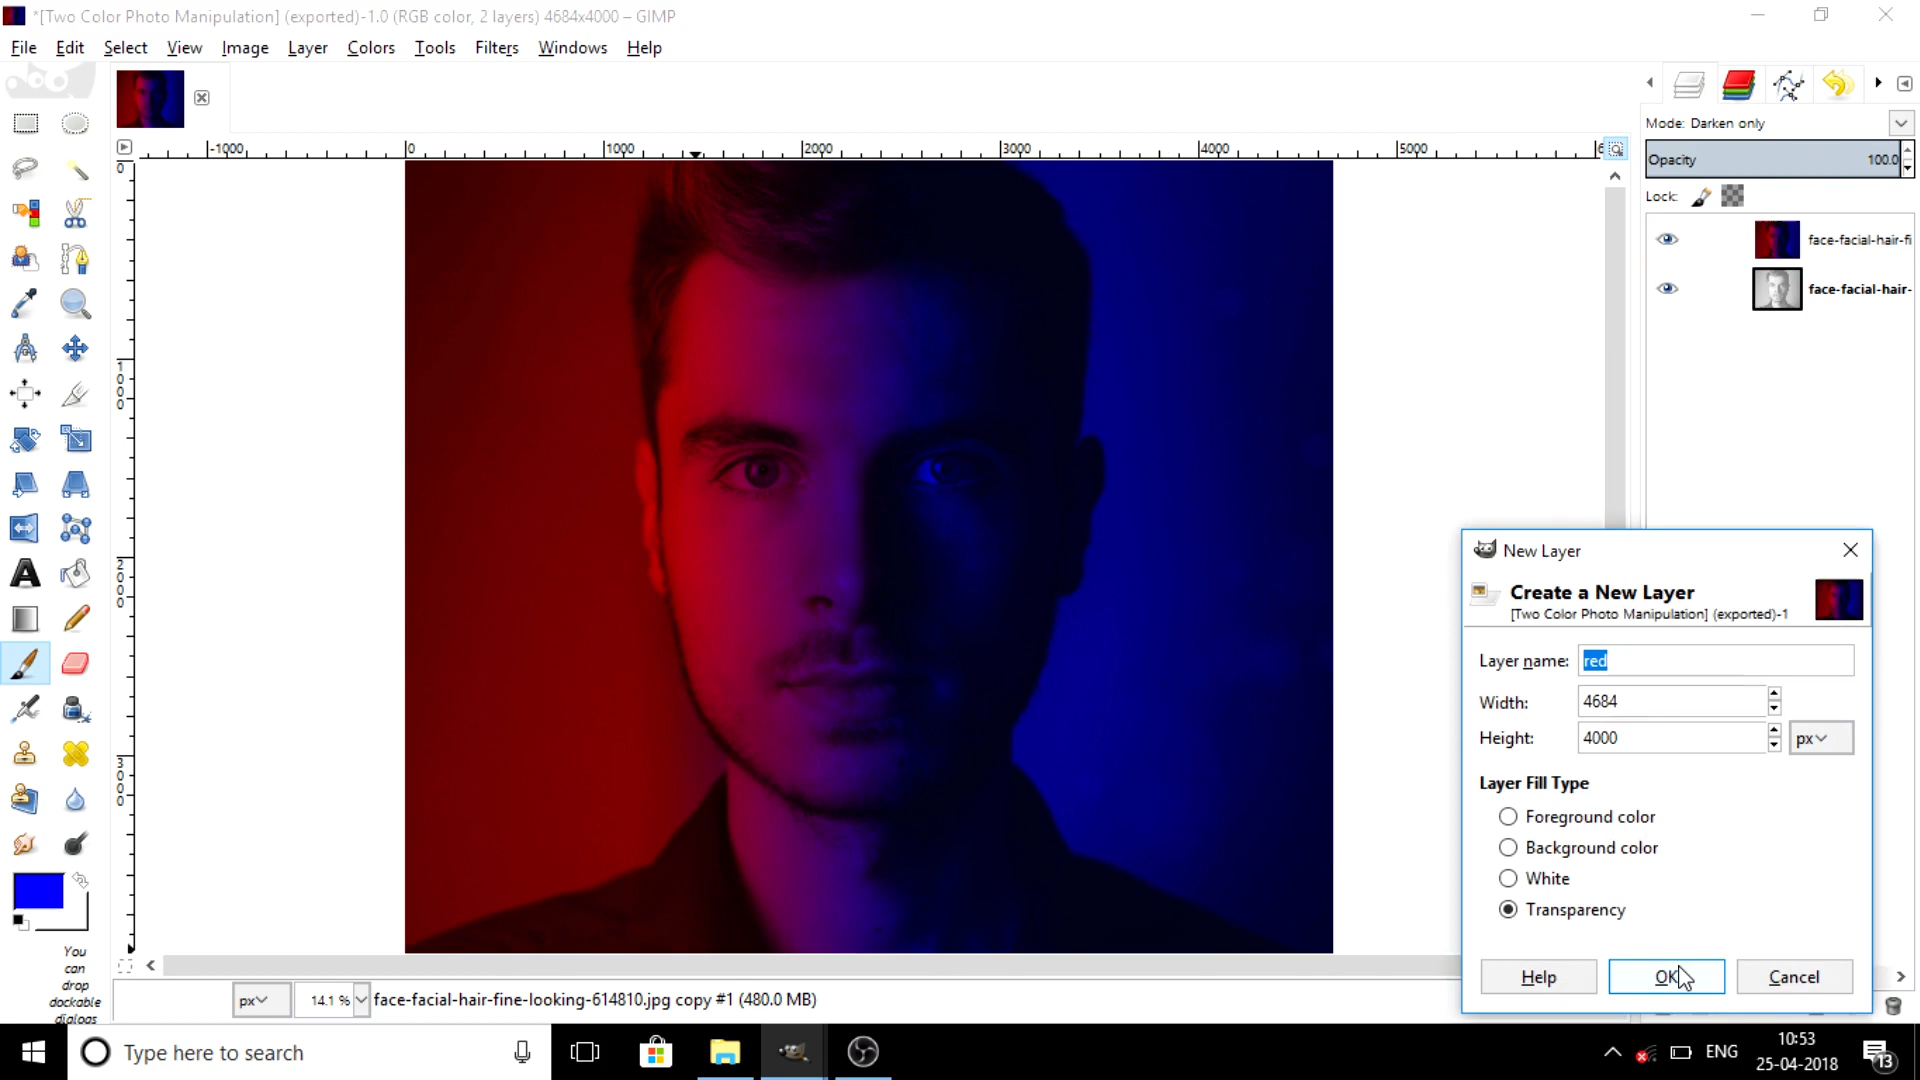 *[Two Color Photo Manipulation] (exported)-1.0 (RGB color, 2 layers) 4684x4000 – GIMP
File Edit Select View Image Layer Colors Tools Filters Windows Help
-1000 0 1000 2000 3000 4000 5000
0
1000
2000
3000
Mode: Darken only
Opacity 100.0
Lock:
face-facial-hair-fi
face-facial-hair-
New Layer
Create a New Layer
[Two Color Photo Manipulation] (exported)-1
Layer name: red
Width: 4684
Height: 4000 px
Layer Fill Type
Foreground color
Background color
White
Transparency
Help OK Cancel
You
can
drop
dockable
dialogs
px 14.1 % face-facial-hair-fine-looking-614810.jpg copy #1 (480.0 MB)
Type here to search
ENG
10:53
25-04-2018
13